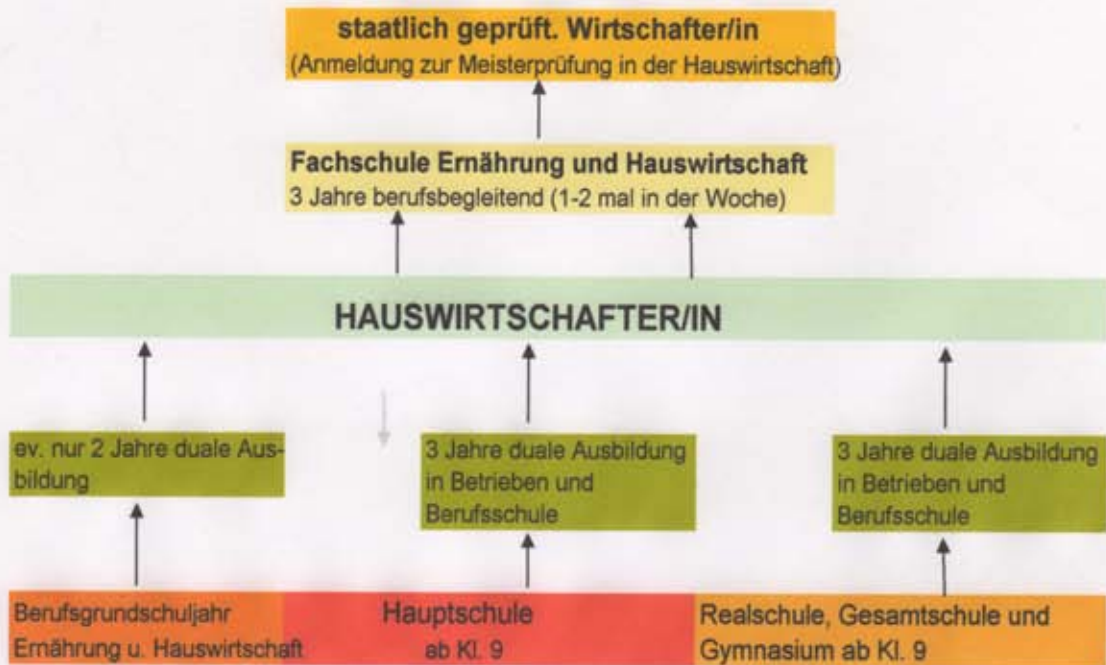 staatlich geprüft. Wirtschafter/in
(Anmeldung zur Meisterprüfung in der Hauswirtschaft)
Fachschule Ernährung und Hauswirtschaft
3 Jahre berufsbegleitend (1-2 mal in der Woche)
HAUSWIRTSCHAFTER/IN
ev. nur 2 Jahre duale Aus-
bildung
3 Jahre duale Ausbildung
in Betrieben und
Berufsschule
3 Jahre duale Ausbildung
in Betrieben und
Berufsschule
Berufsgrundschuljahr
Ernährung u. Hauswirtschaft
Hauptschule
ab Kl. 9
Realschule, Gesamtschule und
Gymnasium ab Kl. 9